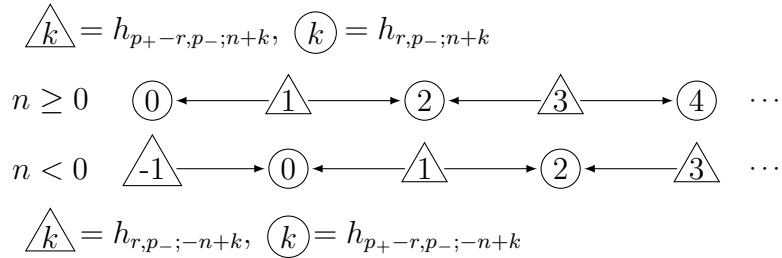 k = h_{p_+-r,p_-;n+k}, k = h_{r,p_-;n+k}
n ≥ 0 0 1 2 3 4 ⋯
n < 0 -1 0 1 2 3 ⋯
k = h_{r,p_-;-n+k}, k = h_{p_+-r,p_-;-n+k}